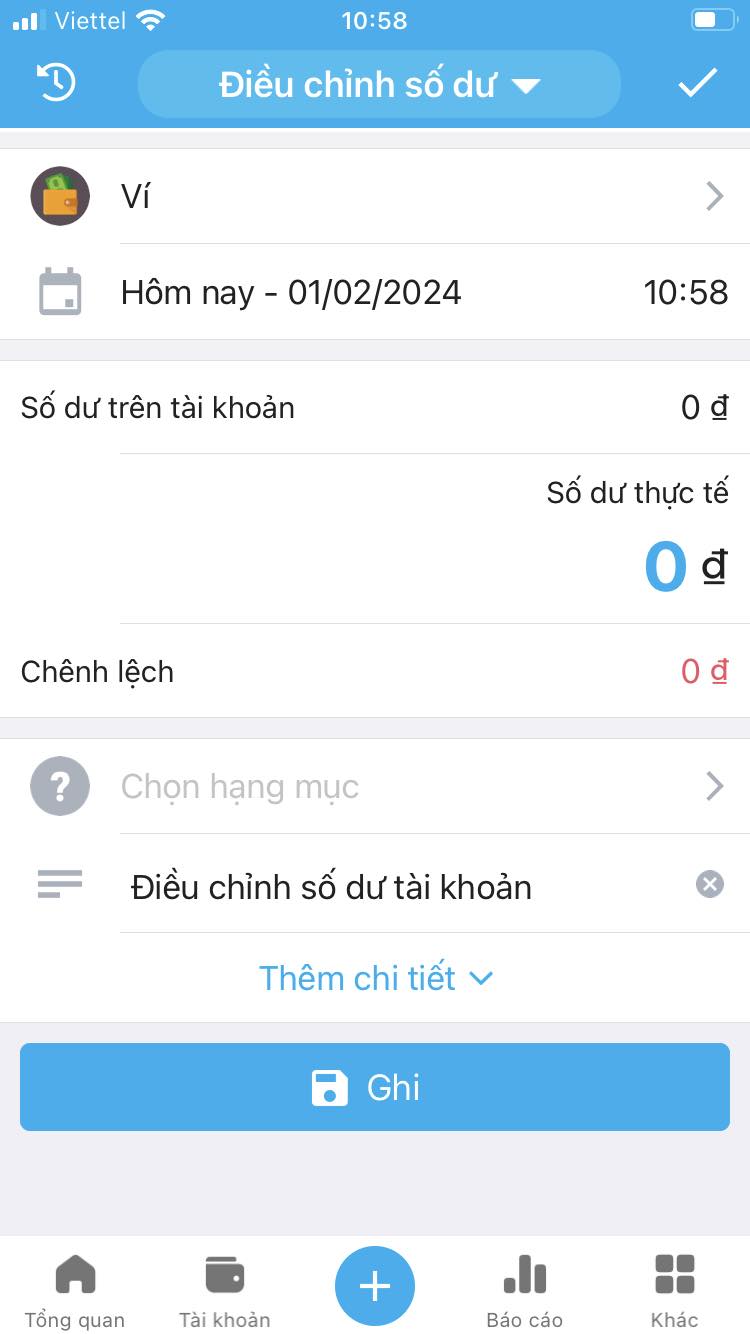 Viettel 10:58
Điều chỉnh số dư
Ví
Hôm nay - 01/02/2024 10:58
Số dư trên tài khoản 0 ₫
Số dư thực tế
0 ₫
Chênh lệch 0 ₫
Chọn hạng mục
Điều chỉnh số dư tài khoản
Thêm chi tiết
Ghi
Tổng quan Tài khoản Báo cáo Khác